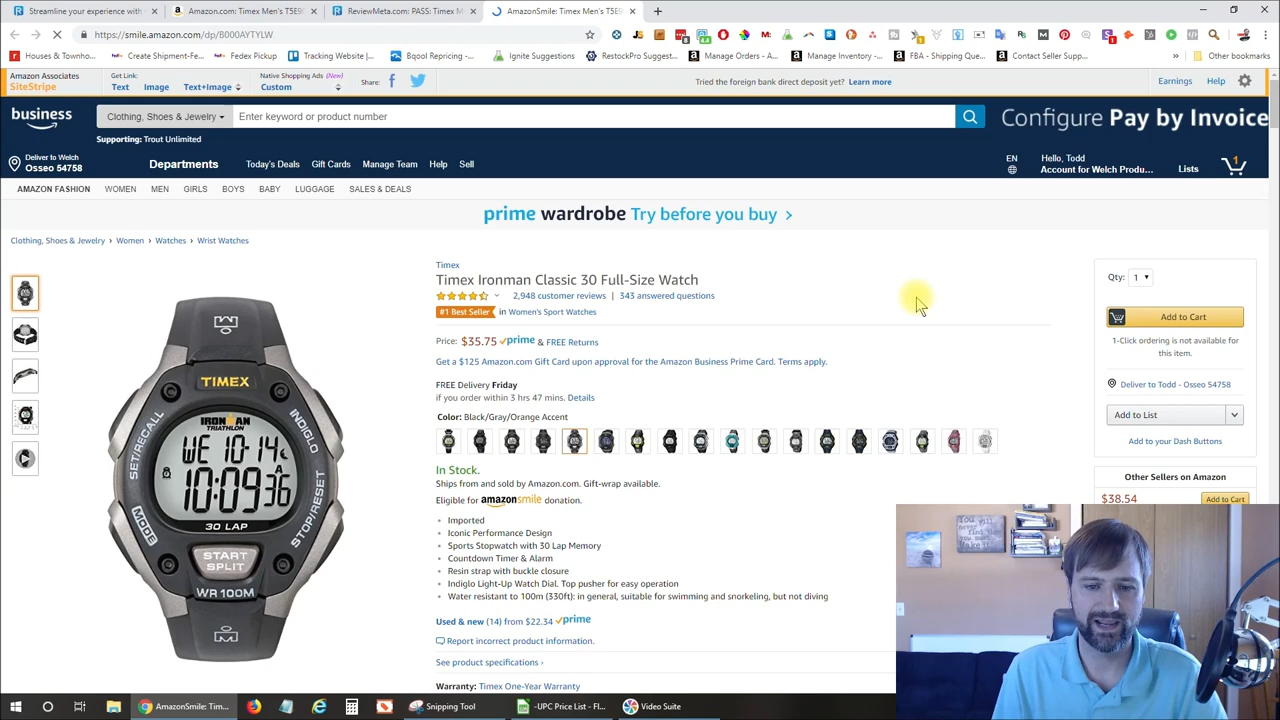 Streamline your experience with
Amazon.com: Timex Men's T5E9
ReviewMeta.com: PASS: Timex M
AmazonSmile: Timex Men's T5E9
https://smile.amazon.com/dp/B000AYTYLW
Houses & Townho...
Create Shipment-Fe...
Fedex Pickup
Tracking Website |...
Bqool Repricing -...
Ignite Suggestions
RestockPro Suggest...
Manage Orders - A...
Manage Inventory -...
FBA - Shipping Que...
Contact Seller Supp...
»
Other bookmarks
Amazon Associates
SiteStripe
Get Link:
Text
Image
Text+Image
Native Shopping Ads (New)
Custom
Share:
Tried the foreign bank direct deposit yet? Learn more
Earnings
Help
business
Clothing, Shoes & Jewelry
Enter keyword or product number
Configure Pay by Invoice
Supporting: Trout Unlimited
Deliver to Welch
Osseo 54758
Departments
Today's Deals
Gift Cards
Manage Team
Help
Sell
EN
Hello, Todd
Account for Welch Produ...
Lists
1
AMAZON FASHION
WOMEN
MEN
GIRLS
BOYS
BABY
LUGGAGE
SALES & DEALS
prime wardrobe Try before you buy >
Clothing, Shoes & Jewelry › Women › Watches › Wrist Watches
Timex
Timex Ironman Classic 30 Full-Size Watch
2,948 customer reviews | 343 answered questions
#1 Best Seller in Women's Sport Watches
Price: $35.75 prime & FREE Returns
Get a $125 Amazon.com Gift Card upon approval for the Amazon Business Prime Card. Terms apply.
FREE Delivery Friday
if you order within 3 hrs 47 mins. Details
Color: Black/Gray/Orange Accent
In Stock.
Ships from and sold by Amazon.com. Gift-wrap available.
Eligible for amazonsmile donation.
Imported
Iconic Performance Design
Sports Stopwatch with 30 Lap Memory
Countdown Timer & Alarm
Resin strap with buckle closure
Indiglo Light-Up Watch Dial. Top pusher for easy operation
Water resistant to 100m (330ft): in general, suitable for swimming and snorkeling, but not diving
Used & new (14) from $22.34 prime
Report incorrect product information.
See product specifications ›
Warranty: Timex One-Year Warranty
Qty: 1
Add to Cart
1-Click ordering is not available for
this item.
Deliver to Todd - Osseo 54758
Add to List
Add to your Dash Buttons
Other Sellers on Amazon
$38.54
Add to Cart
TIMEX
SET/RECALL
INDIGLO
IRONMAN
TRIATHLON
WE 10-14
10:09 36
A
30 LAP
MODE
STOP/RESET
START
SPLIT
WR 100M
AmazonSmile: Tim...
Snipping Tool
-UPC Price List - Fl...
Video Suite